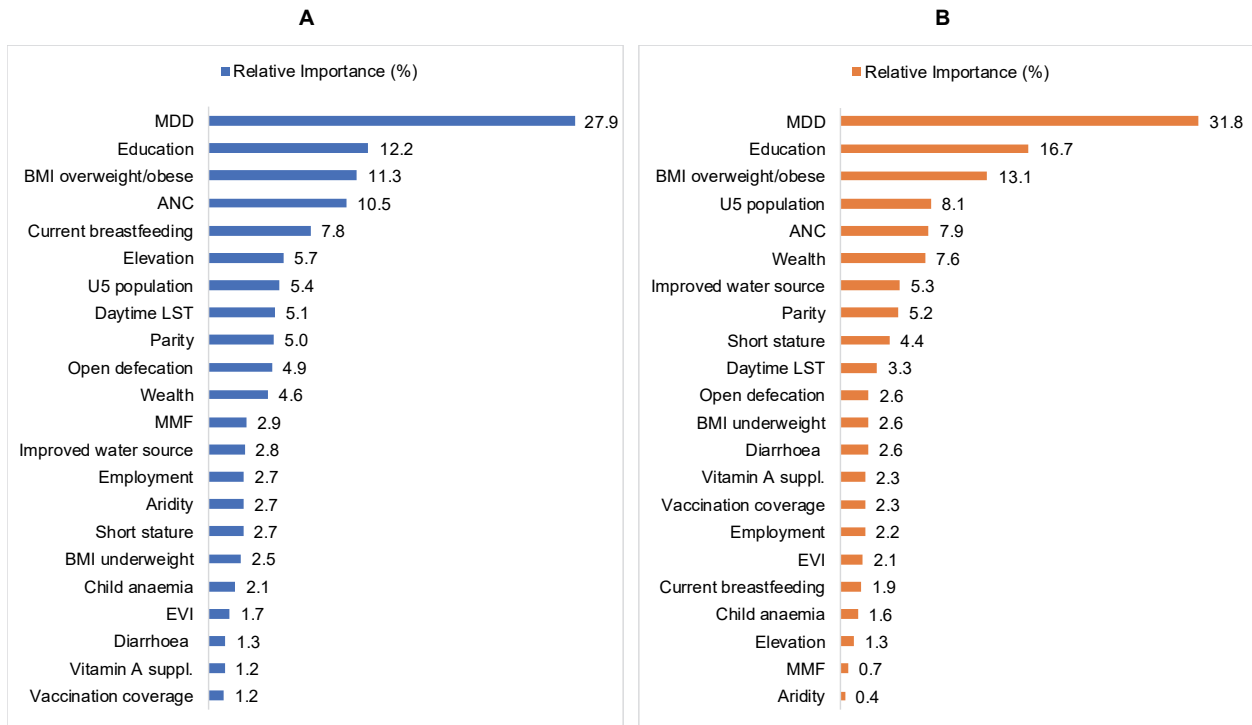 A
Relative Importance (%)
MDD 27.9
Education 12.2
BMI overweight/obese 11.3
ANC 10.5
Current breastfeeding 7.8
Elevation 5.7
U5 population 5.4
Daytime LST 5.1
Parity 5.0
Open defecation 4.9
Wealth 4.6
MMF 2.9
Improved water source 2.8
Employment 2.7
Aridity 2.7
Short stature 2.7
BMI underweight 2.5
Child anaemia 2.1
EVI 1.7
Diarrhoea 1.3
Vitamin A suppl. 1.2
Vaccination coverage 1.2
B
Relative Importance (%)
MDD 31.8
Education 16.7
BMI overweight/obese 13.1
U5 population 8.1
ANC 7.9
Wealth 7.6
Improved water source 5.3
Parity 5.2
Short stature 4.4
Daytime LST 3.3
Open defecation 2.6
BMI underweight 2.6
Diarrhoea 2.6
Vitamin A suppl. 2.3
Vaccination coverage 2.3
Employment 2.2
EVI 2.1
Current breastfeeding 1.9
Child anaemia 1.6
Elevation 1.3
MMF 0.7
Aridity 0.4